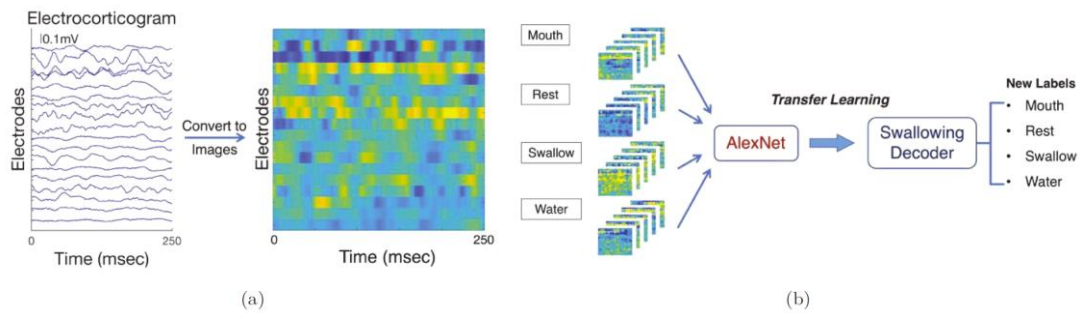 Electrocorticogram
0.1mV
Electrodes
0
250
Time (msec)
Convert to
Images
Electrodes
0
250
Time (msec)
(a)
Mouth
Rest
Swallow
Water
Transfer Learning
AlexNet
Swallowing
Decoder
New Labels
• Mouth
• Rest
• Swallow
• Water
(b)